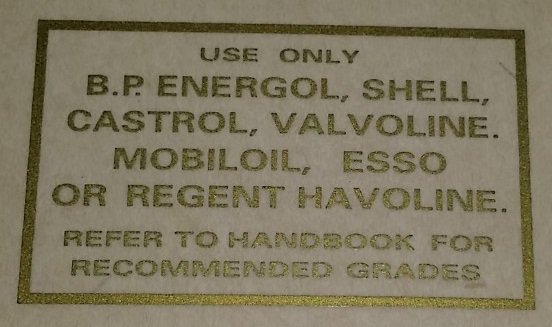 USE ONLY
B.P. ENERGOL, SHELL,
CASTROL, VALVOLINE.
MOBILOIL, ESSO
OR REGENT HAVOLINE.
REFER TO HANDBOOK FOR
RECOMMENDED GRADES